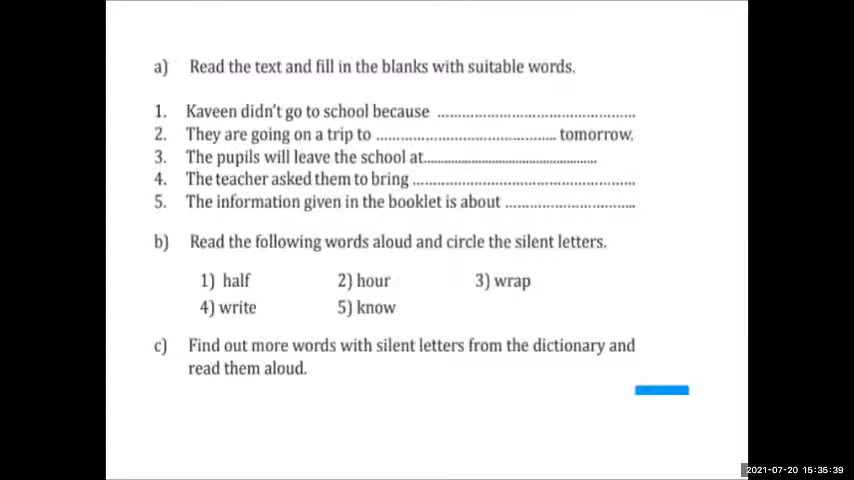 a) Read the text and fill in the blanks with suitable words.
1. Kaveen didn't go to school because ................................................
2. They are going on a trip to ........................................... tomorrow.
3. The pupils will leave the school at..........................................................
4. The teacher asked them to bring .....................................................
5. The information given in the booklet is about ...............................
b) Read the following words aloud and circle the silent letters.
1) half 2) hour 3) wrap
4) write 5) know
c) Find out more words with silent letters from the dictionary and
read them aloud.
2021-07-20 15:35:39